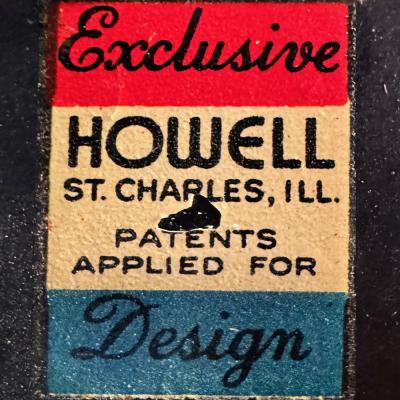 Exclusive
HOWELL
ST. CHARLES, ILL.
PATENTS
APPLIED FOR
Design